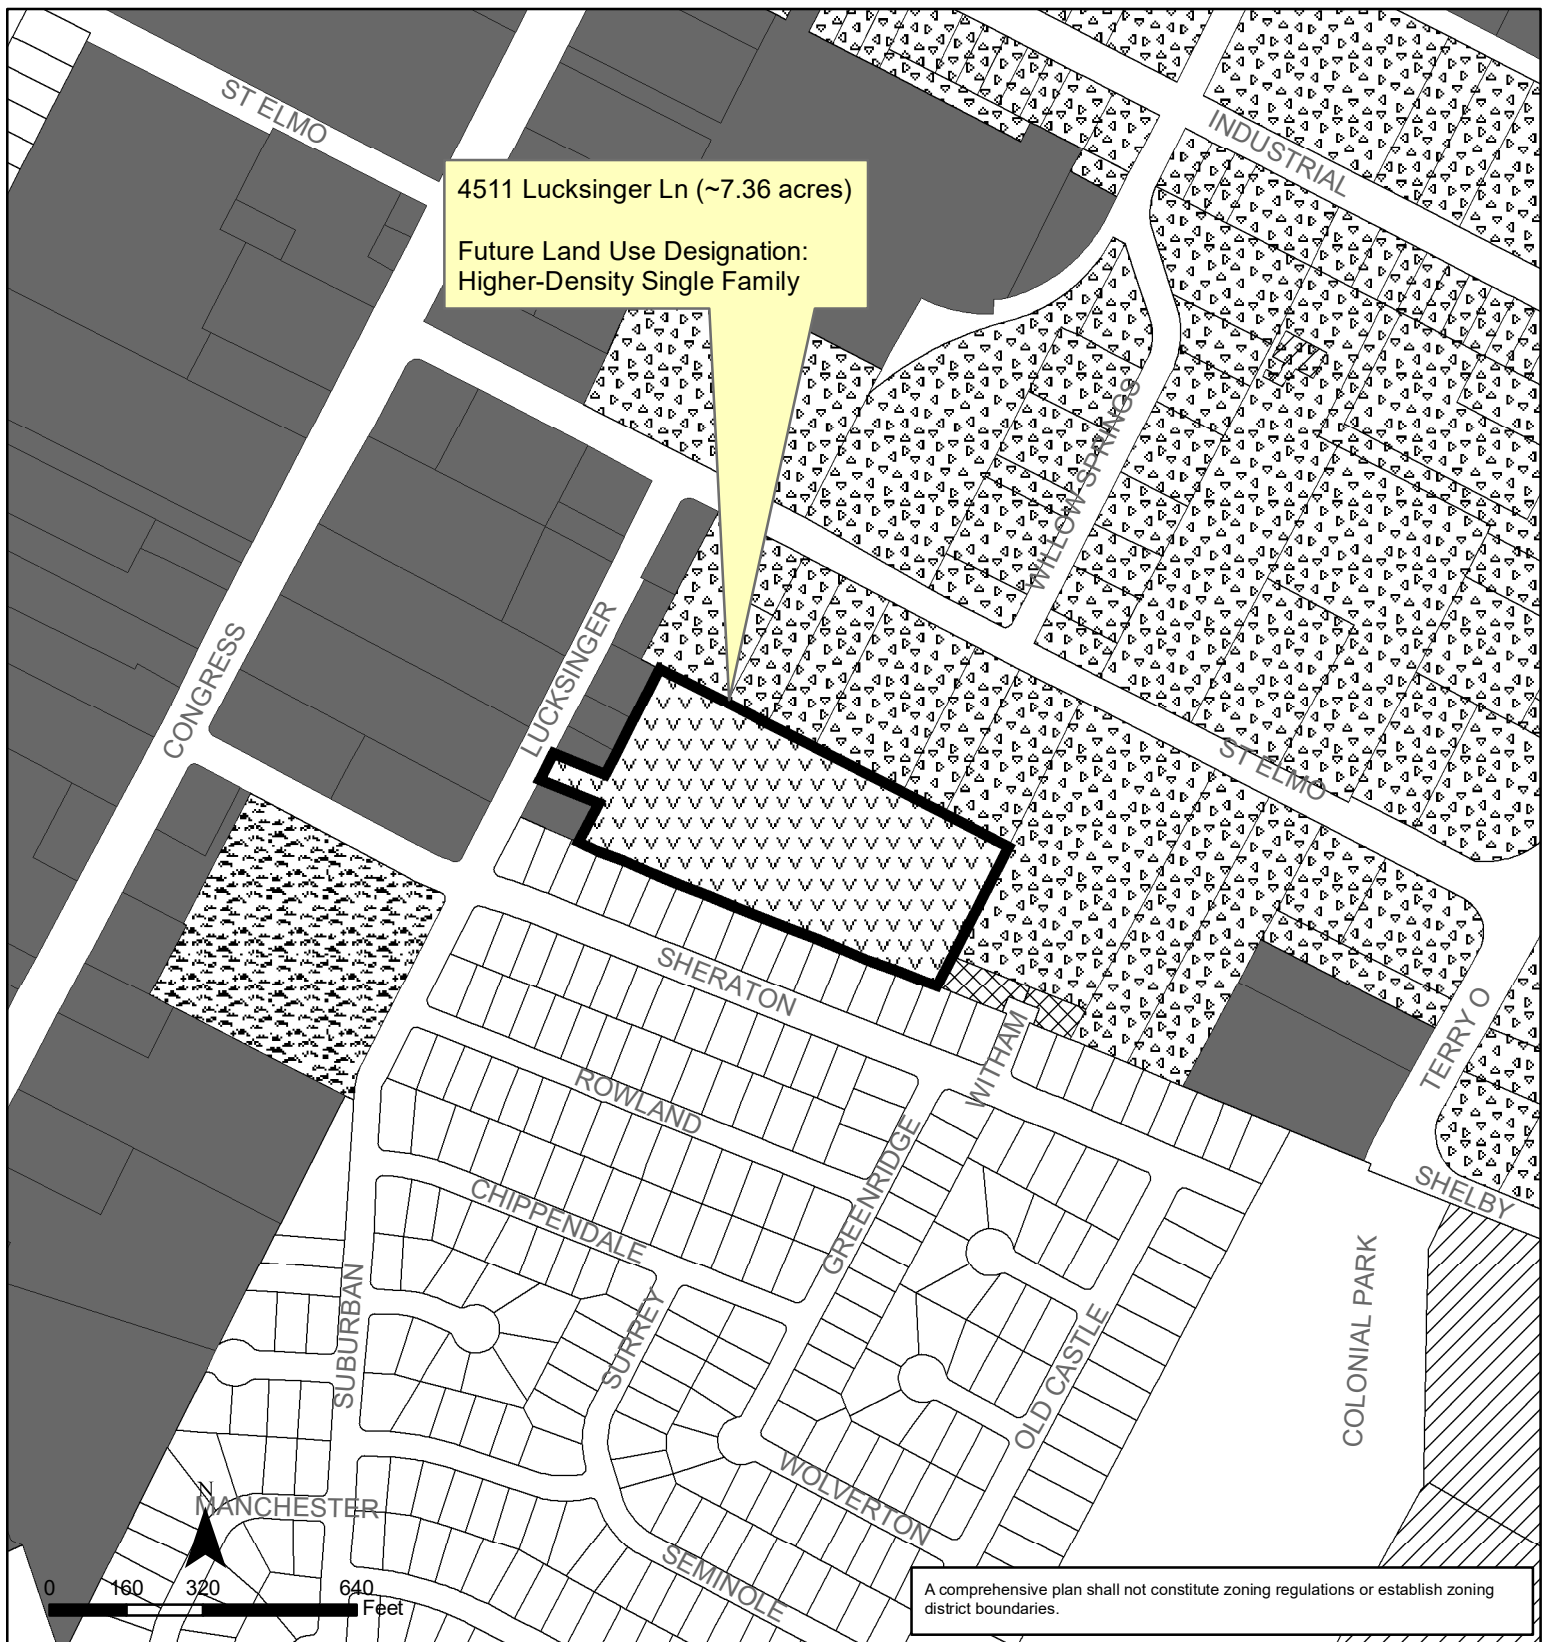 ST ELMO
INDUSTRIAL
4511 Lucksinger Ln (~7.36 acres)
Future Land Use Designation:
Higher-Density Single Family
WILLOW SPRINGS
LUCKSINGER
CONGRESS
ST ELMO
SHERATON
WITHAM
TERRY O
ROWLAND
GREENRIDGE
SHELBY
CHIPPENDALE
SURREY
SUBURBAN
OLD CASTLE
COLONIAL PARK
WOLVERTON
N
MANCHESTER
SEMINOLE
0 160 320 640
Feet
A comprehensive plan shall not constitute zoning regulations or establish zoning
district boundaries.